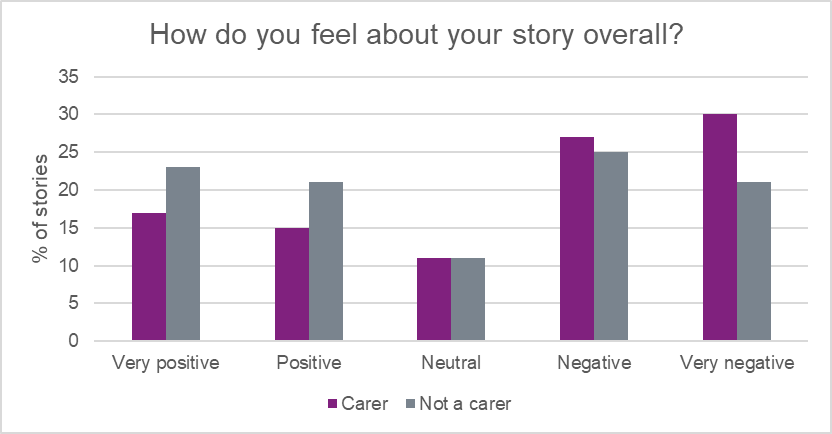 How do you feel about your story overall?
% of stories
35
30
25
20
15
10
5
0
Very positive Positive Neutral Negative Very negative
Carer Not a carer